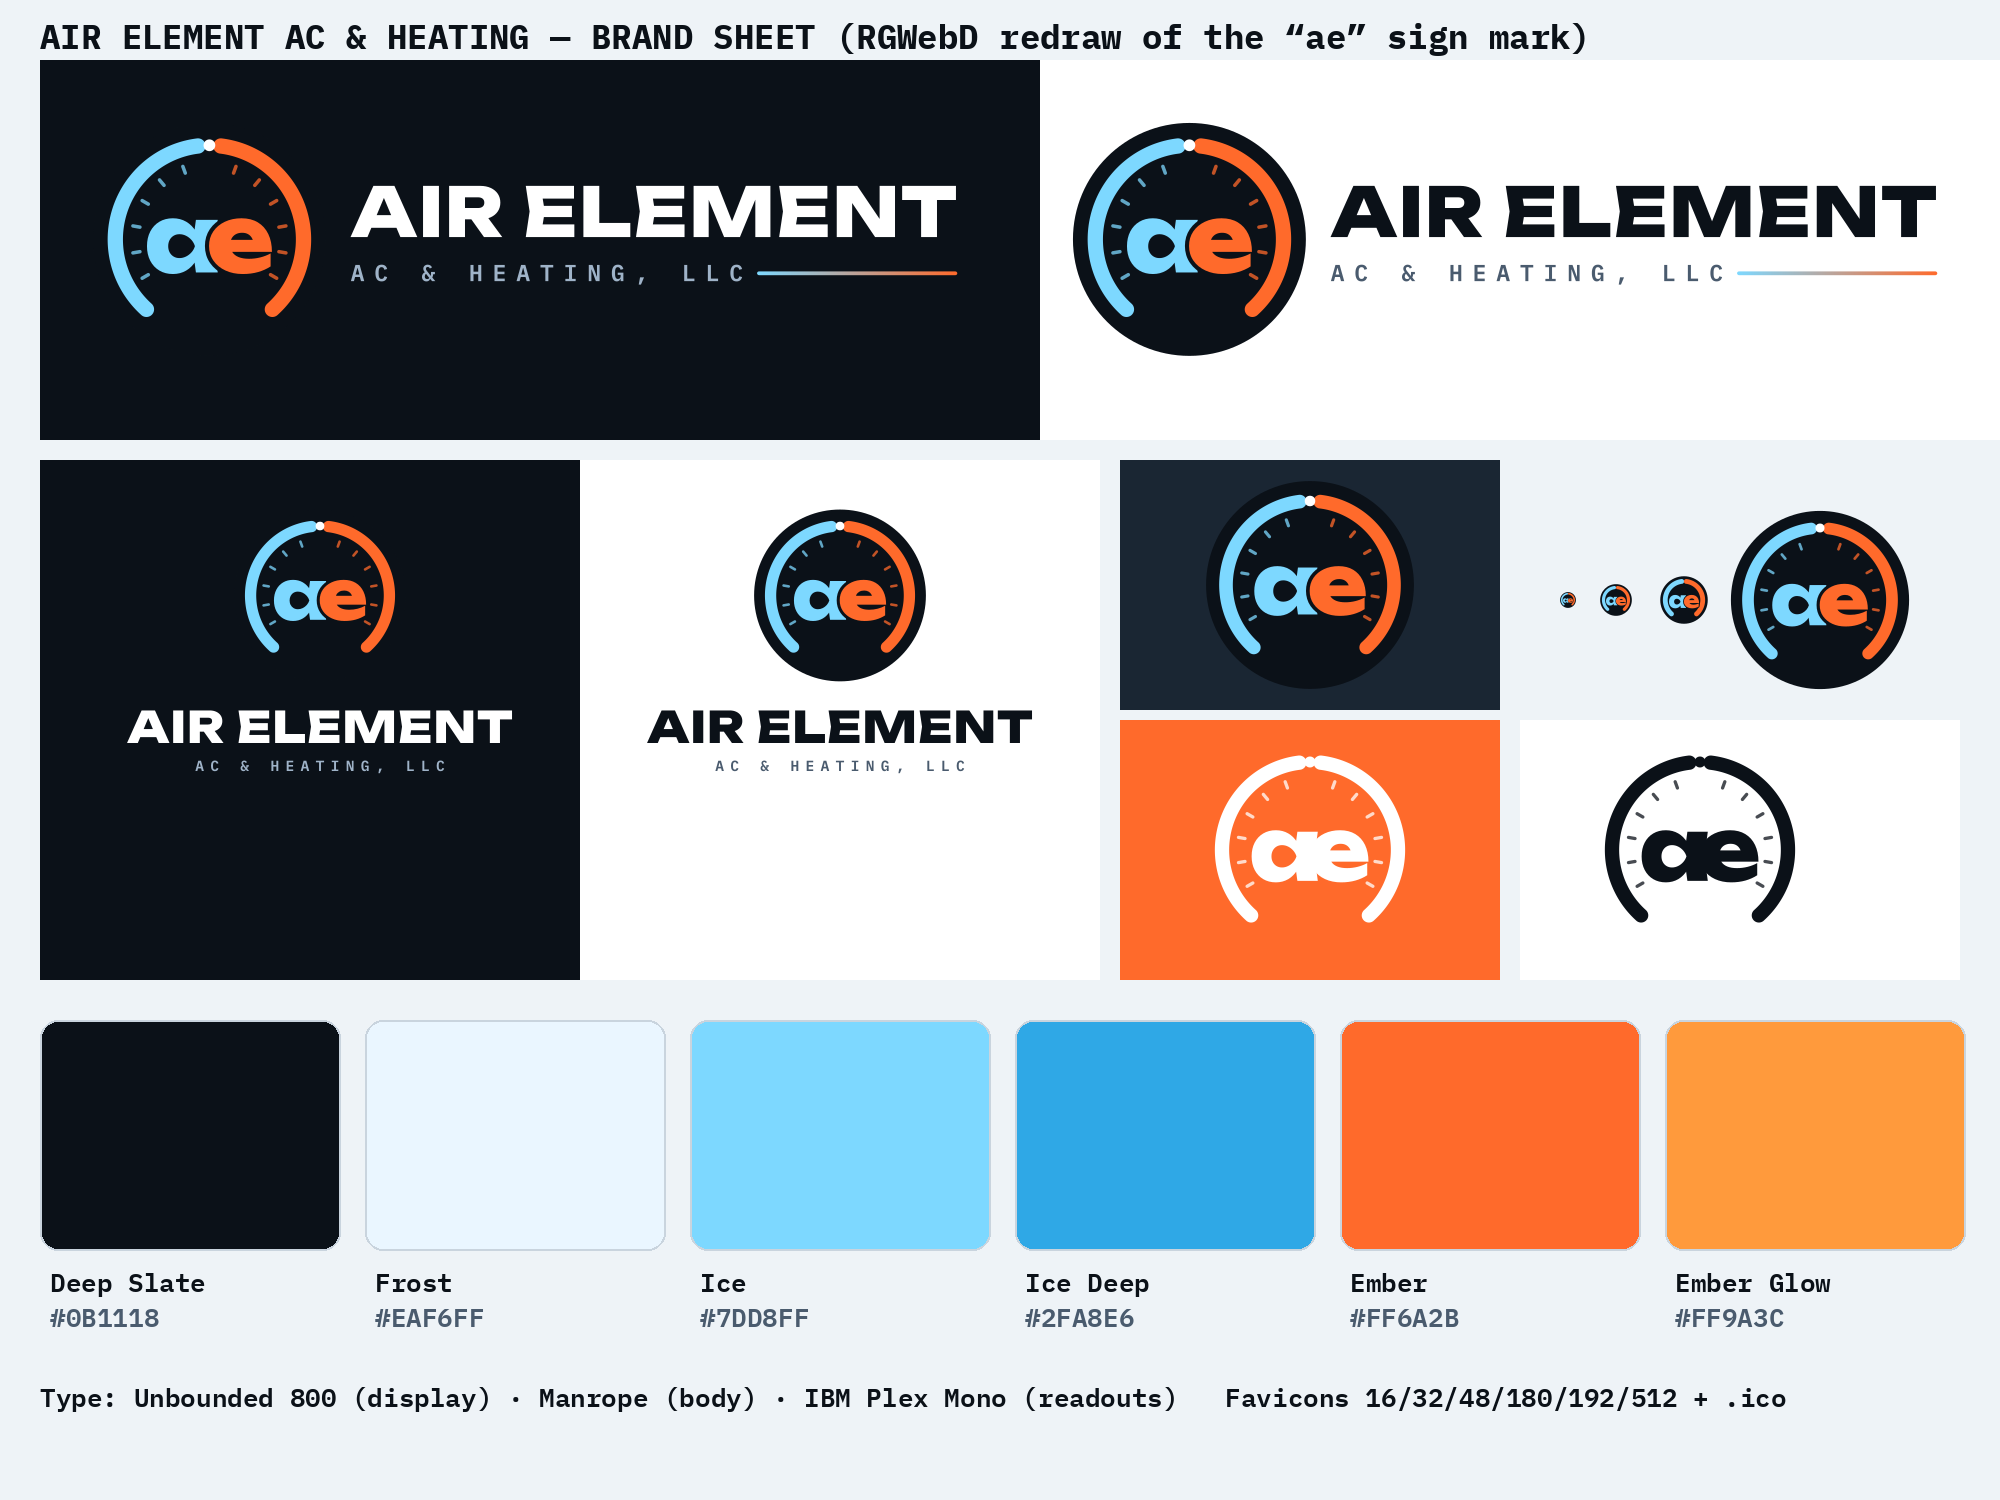 AIR ELEMENT AC & HEATING — BRAND SHEET (RGWebD redraw of the “ae” sign mark)
ae
AIR ELEMENT
AC & HEATING, LLC
ae
AIR ELEMENT
AC & HEATING, LLC
ae
AIR ELEMENT
AC & HEATING, LLC
ae
AIR ELEMENT
AC & HEATING, LLC
ae
ae
ae
ae
ae
ae
ae
Deep Slate
#0B1118
Frost
#EAF6FF
Ice
#7DD8FF
Ice Deep
#2FA8E6
Ember
#FF6A2B
Ember Glow
#FF9A3C
Type: Unbounded 800 (display) · Manrope (body) · IBM Plex Mono (readouts)   Favicons 16/32/48/180/192/512 + .ico